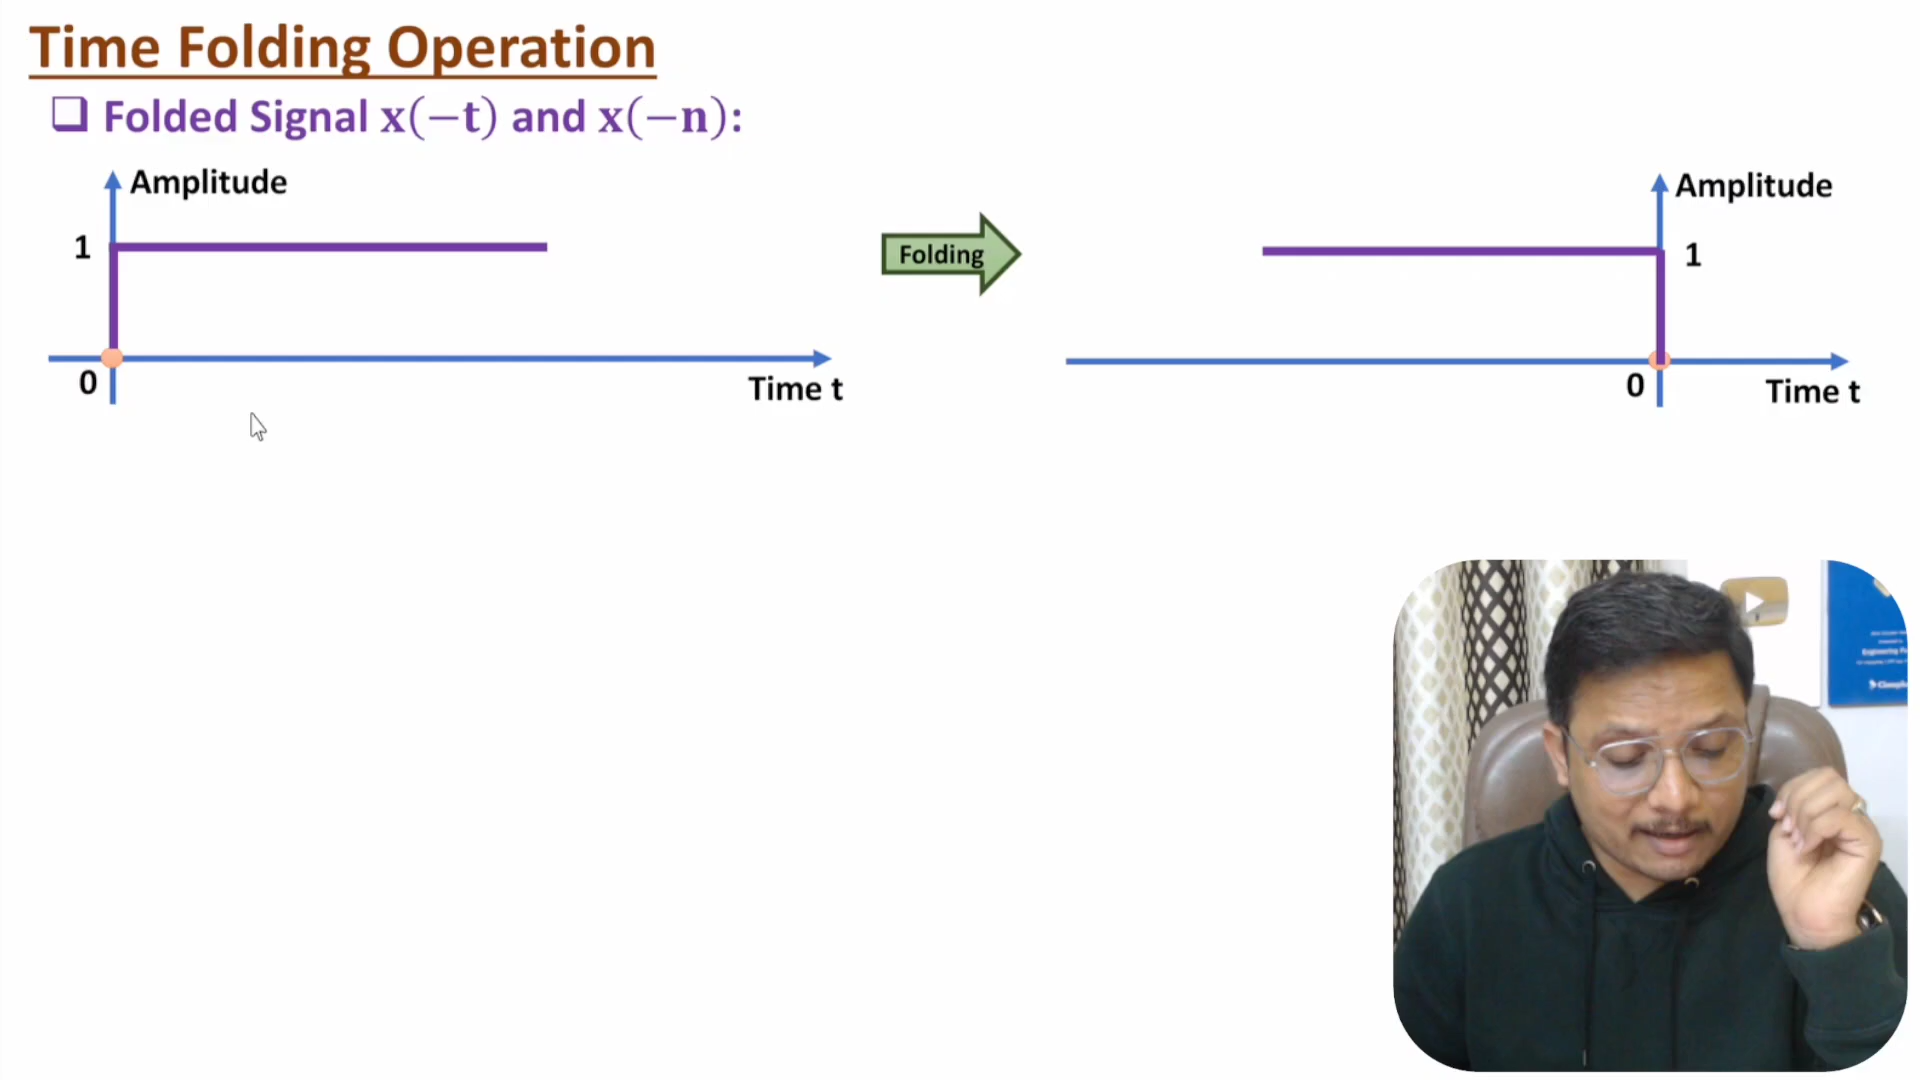 Time Folding Operation
❑ Folded Signal x(−t) and x(−n):
Amplitude
1
0
Time t
Folding
Amplitude
1
0
Time t